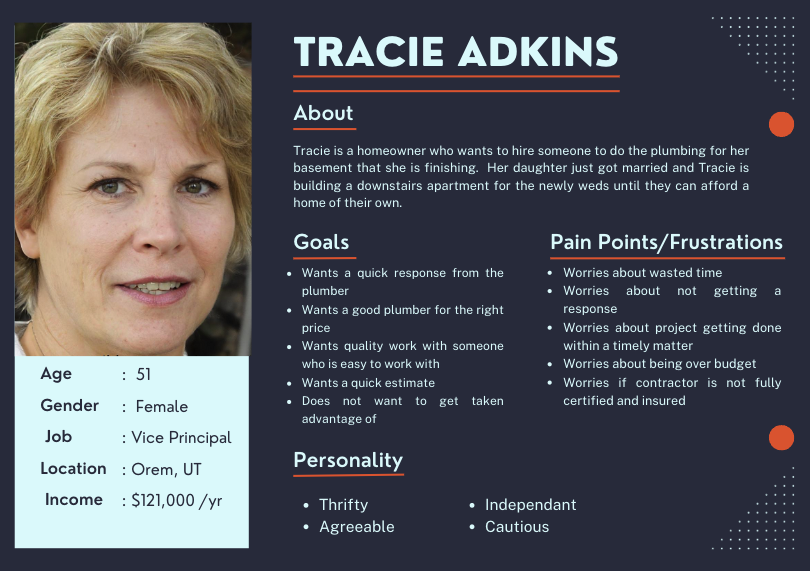 TRACIE ADKINS
About
Tracie is a homeowner who wants to hire someone to do the plumbing for her
basement that she is finishing. Her daughter just got married and Tracie is
building a downstairs apartment for the newly weds until they can afford a
home of their own.
Goals
• Wants a quick response from the
plumber
• Wants a good plumber for the right
price
• Wants quality work with someone
who is easy to work with
• Wants a quick estimate
• Does not want to get taken
advantage of
Pain Points/Frustrations
• Worries about wasted time
• Worries about not getting a
response
• Worries about project getting done
within a timely matter
• Worries about being over budget
• Worries if contractor is not fully
certified and insured
Personality
• Thrifty
• Agreeable
• Independant
• Cautious
Age : 51
Gender : Female
Job : Vice Principal
Location : Orem, UT
Income : $121,000 /yr